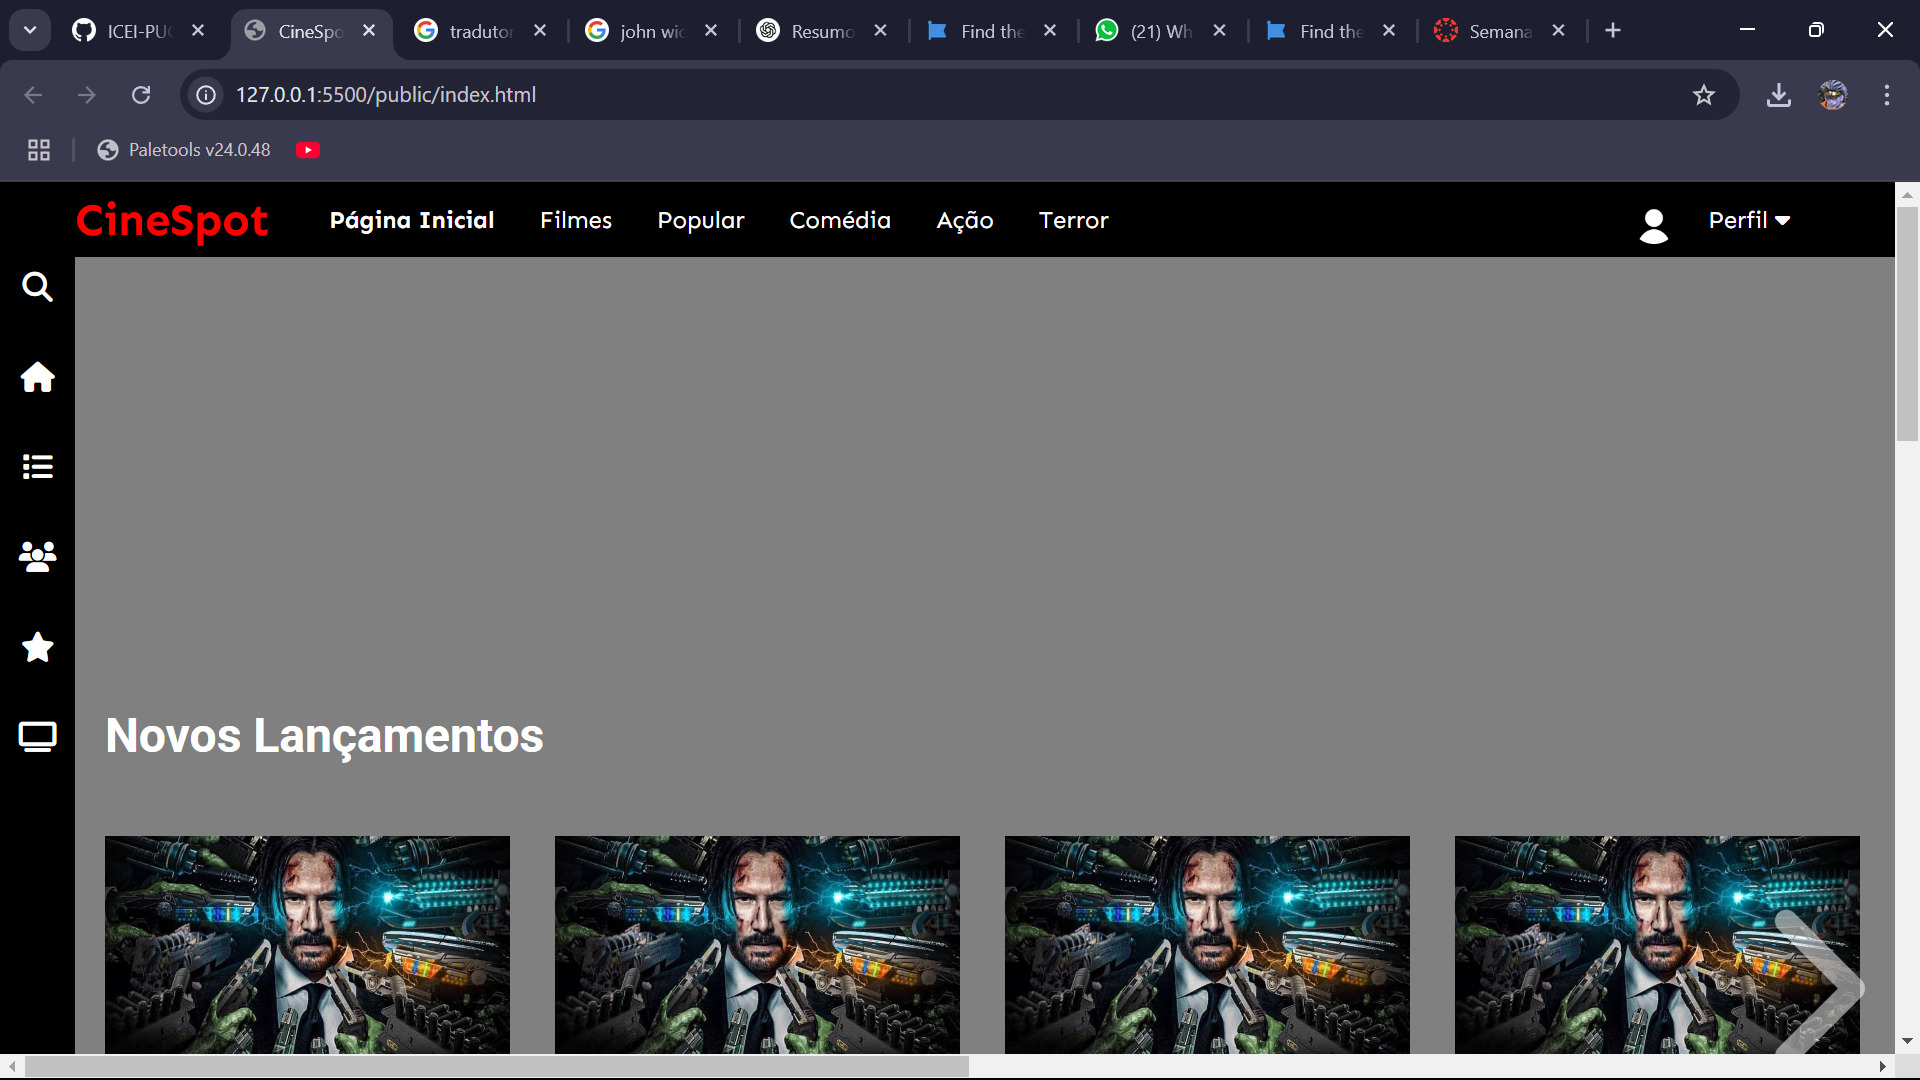 ICEI-PU
CineSpo
tradutor
john wic
Resumo
Find the
(21) Wh
Find the
Semana
127.0.0.1:5500/public/index.html
Paletools v24.0.48
CineSpot
Página Inicial
Filmes
Popular
Comédia
Ação
Terror
Perfil
Novos Lançamentos